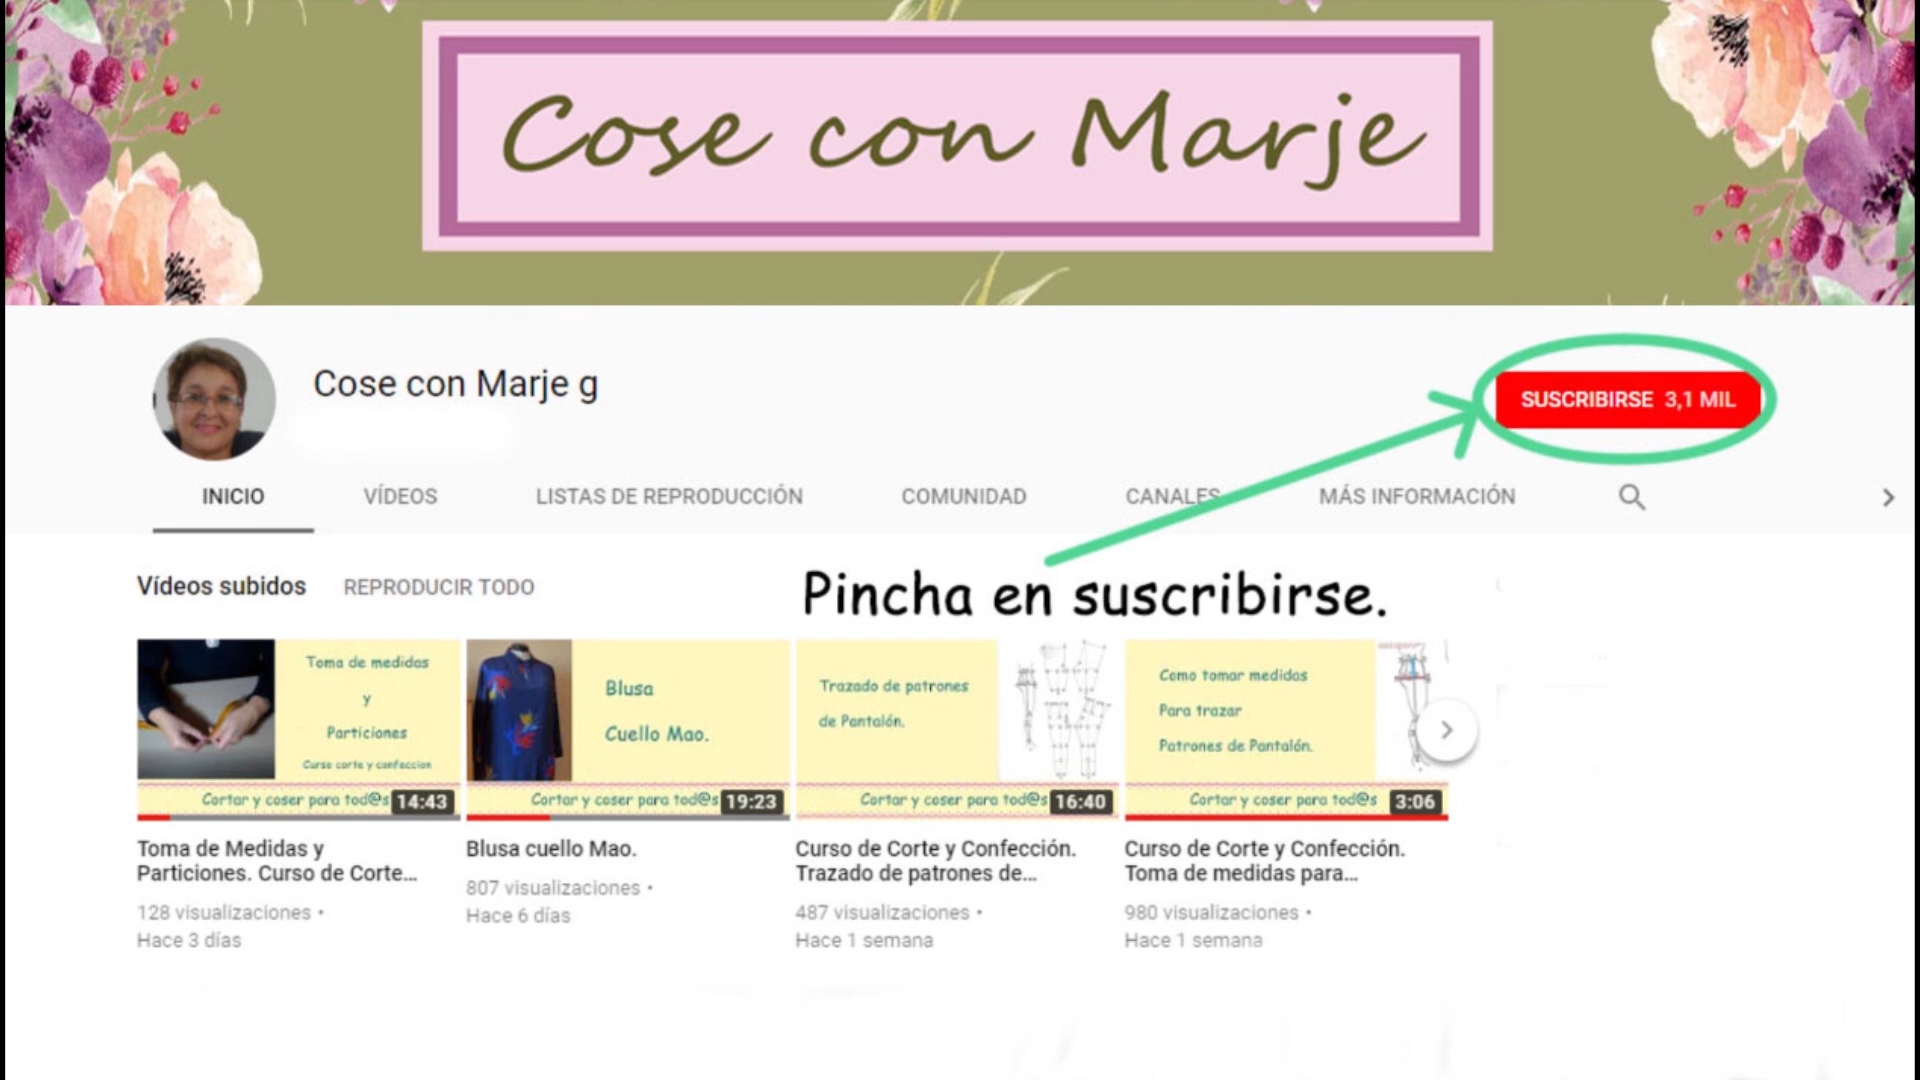 Cose con Marje
Cose con Marje g
SUSCRIBIRSE 3,1 MIL
INICIO
VÍDEOS
LISTAS DE REPRODUCCIÓN
COMUNIDAD
CANALES
MÁS INFORMACIÓN
Vídeos subidos
REPRODUCIR TODO
Pincha en suscribirse.
Toma de medidas
y
Particiones
Curso corte y confeccion
Cortar y coser para tod@s
14:43
Blusa
Cuello Mao.
Cortar y coser para tod@s
19:23
Trazado de patrones
de Pantalón.
Cortar y coser para tod@s
16:40
Como tomar medidas
Para trazar
Patrones de Pantalón.
Cortar y coser para tod@s
3:06
Toma de Medidas y
Particiones. Curso de Corte...
128 visualizaciones •
Hace 3 días
Blusa cuello Mao.
807 visualizaciones •
Hace 6 días
Curso de Corte y Confección.
Trazado de patrones de...
487 visualizaciones •
Hace 1 semana
Curso de Corte y Confección.
Toma de medidas para...
980 visualizaciones •
Hace 1 semana